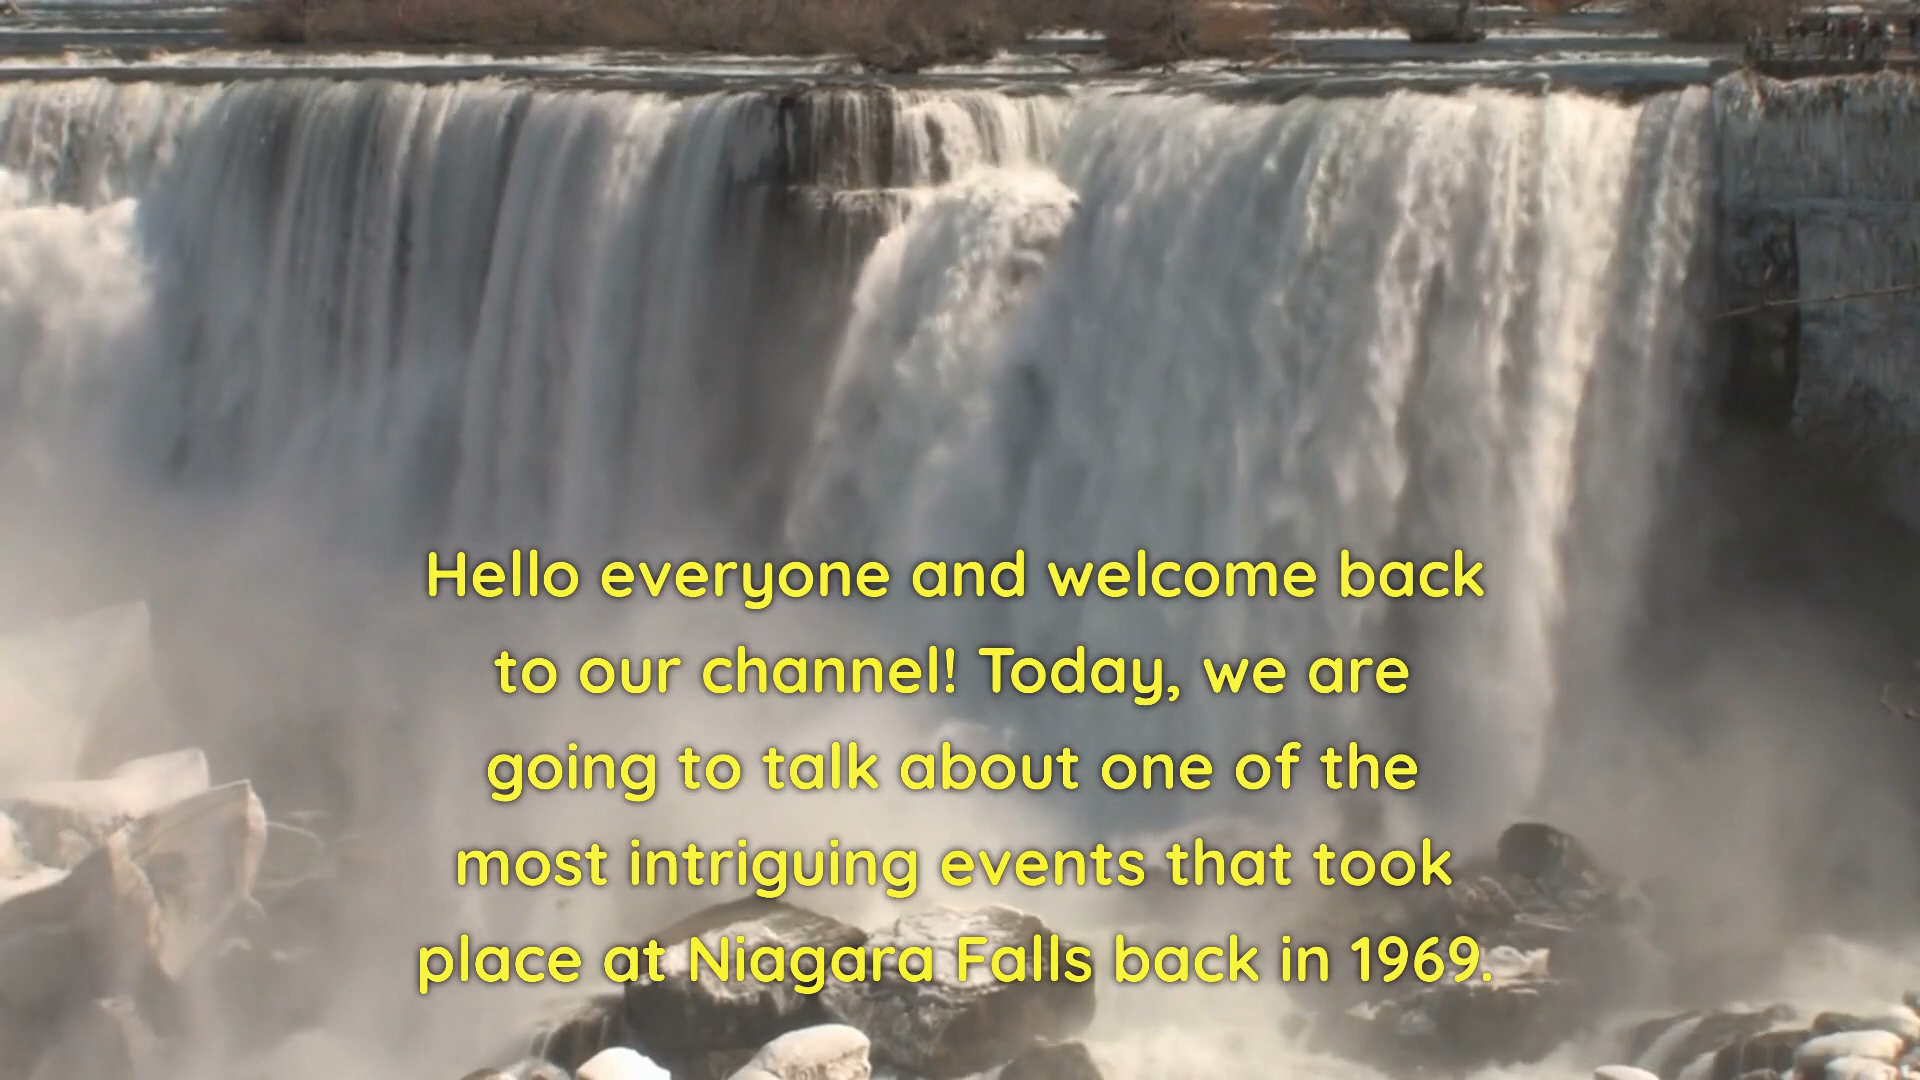 Hello everyone and welcome back
to our channel! Today, we are
going to talk about one of the
most intriguing events that took
place at Niagara Falls back in 1969.